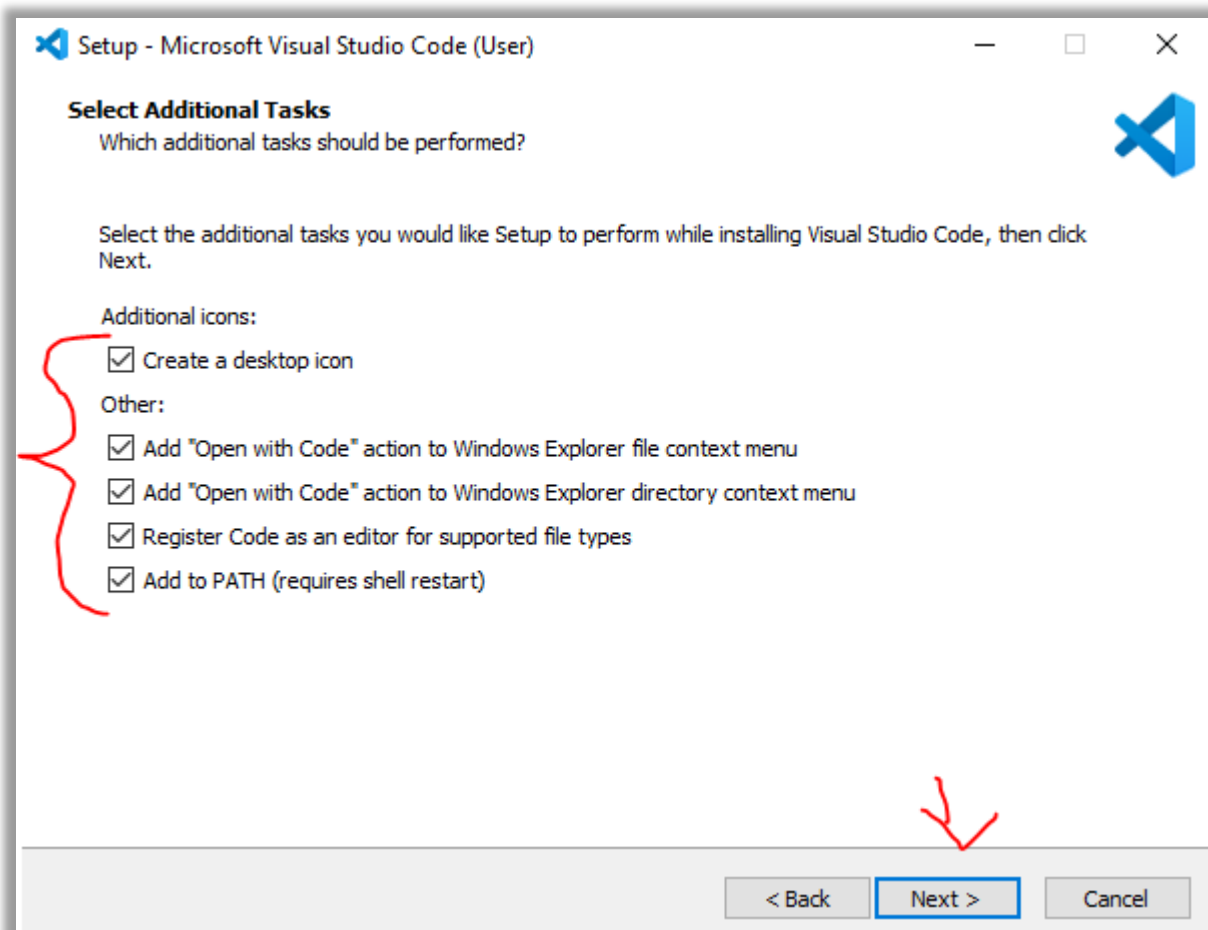 Setup - Microsoft Visual Studio Code (User)
Select Additional Tasks
Which additional tasks should be performed?
Select the additional tasks you would like Setup to perform while installing Visual Studio Code, then click
Next.
Additional icons:
Create a desktop icon
Other:
Add "Open with Code" action to Windows Explorer file context menu
Add "Open with Code" action to Windows Explorer directory context menu
Register Code as an editor for supported file types
Add to PATH (requires shell restart)
< Back Next > Cancel